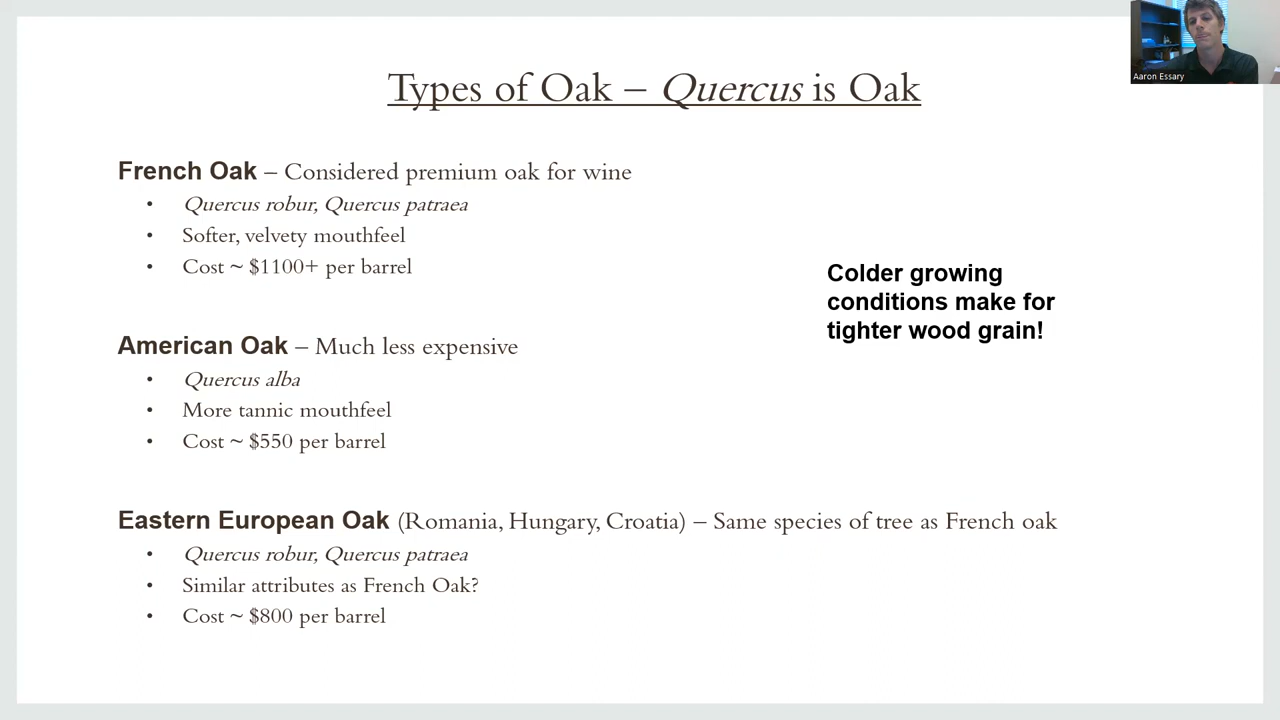 Types of Oak – Quercus is Oak
Aaron Essary
French Oak – Considered premium oak for wine
• Quercus robur, Quercus patraea
• Softer, velvety mouthfeel
• Cost ~ $1100+ per barrel
Colder growing
conditions make for
tighter wood grain!
American Oak – Much less expensive
• Quercus alba
• More tannic mouthfeel
• Cost ~ $550 per barrel
Eastern European Oak (Romania, Hungary, Croatia) – Same species of tree as French oak
• Quercus robur, Quercus patraea
• Similar attributes as French Oak?
• Cost ~ $800 per barrel